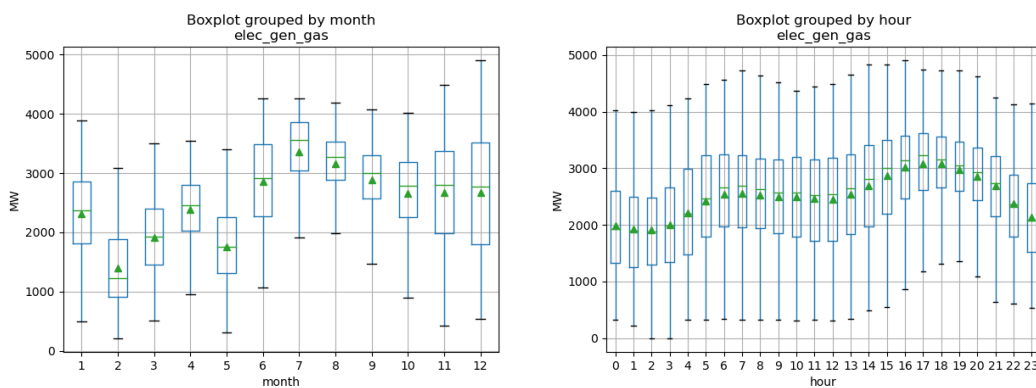 Boxplot grouped by month
elec_gen_gas
5000
4000
3000
2000
1000
0
MW
1 2 3 4 5 6 7 8 9 10 11 12
month
Boxplot grouped by hour
elec_gen_gas
5000
4000
3000
2000
1000
0
MW
0 1 2 3 4 5 6 7 8 9 10 11 12 13 14 15 16 17 18 19 20 21 22 23
hour